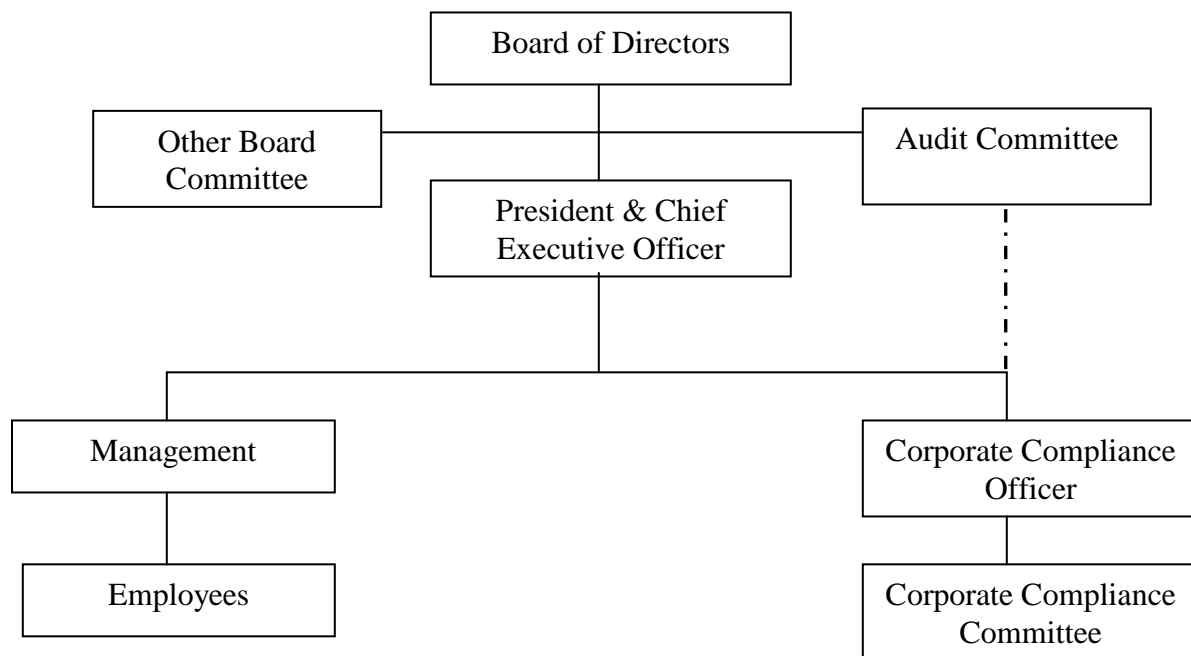 Board of Directors
Other Board
Committee
Audit Committee
President & Chief
Executive Officer
Management
Corporate Compliance
Officer
Employees
Corporate Compliance
Committee